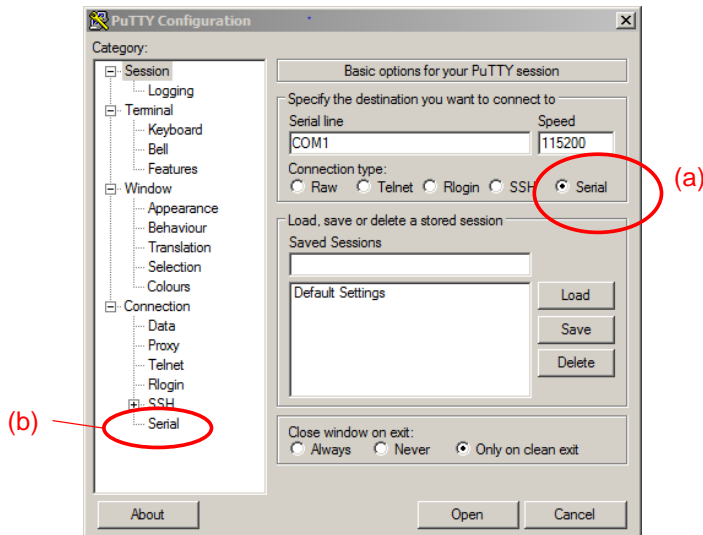 PuTTY Configuration
Category:
Session
Logging
Terminal
Keyboard
Bell
Features
Window
Appearance
Behaviour
Translation
Selection
Colours
Connection
Data
Proxy
Telnet
Rlogin
SSH
Serial
Basic options for your PuTTY session
Specify the destination you want to connect to
Serial line Speed
COM1 115200
Connection type:
Raw Telnet Rlogin SSH Serial
(a)
Load, save or delete a stored session
Saved Sessions
Default Settings
Load
Save
Delete
(b)
Close window on exit:
Always Never Only on clean exit
About Open Cancel